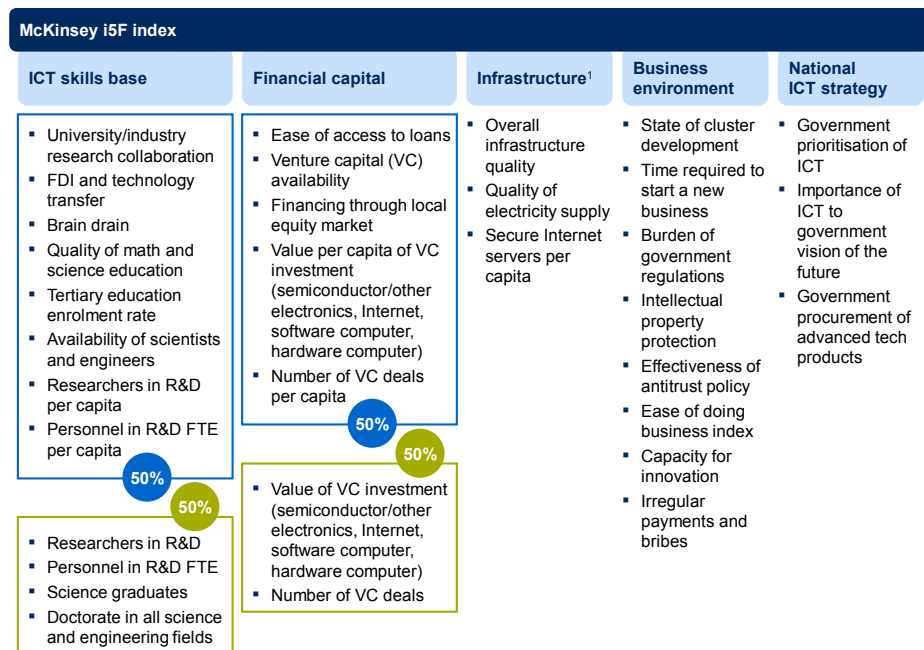 McKinsey i5F index
ICT skills base
University/industry
research collaboration
FDI and technology
transfer
Brain drain
Quality of math and
science education
Tertiary education
enrolment rate
Availability of scientists
and engineers
Researchers in R&D
per capita
Personnel in R&D FTE
per capita
50%
50%
Researchers in R&D
Personnel in R&D FTE
Science graduates
Doctorate in all science
and engineering fields
Financial capital
Ease of access to loans
Venture capital (VC)
availability
Financing through local
equity market
Value per capita of VC
investment
(semiconductor/other
electronics, Internet,
software computer,
hardware computer)
Number of VC deals
per capita
50%
50%
Value of VC investment
(semiconductor/other
electronics, Internet,
software computer,
hardware computer)
Number of VC deals
Infrastructure¹
Overall
infrastructure
quality
Quality of
electricity supply
Secure Internet
servers per
capita
Business
environment
State of cluster
development
Time required to
start a new
business
Burden of
government
regulations
Intellectual
property
protection
Effectiveness of
antitrust policy
Ease of doing
business index
Capacity for
innovation
Irregular
payments and
bribes
National
ICT strategy
Government
prioritisation of
ICT
Importance of
ICT to
government
vision of the
future
Government
procurement of
advanced tech
products